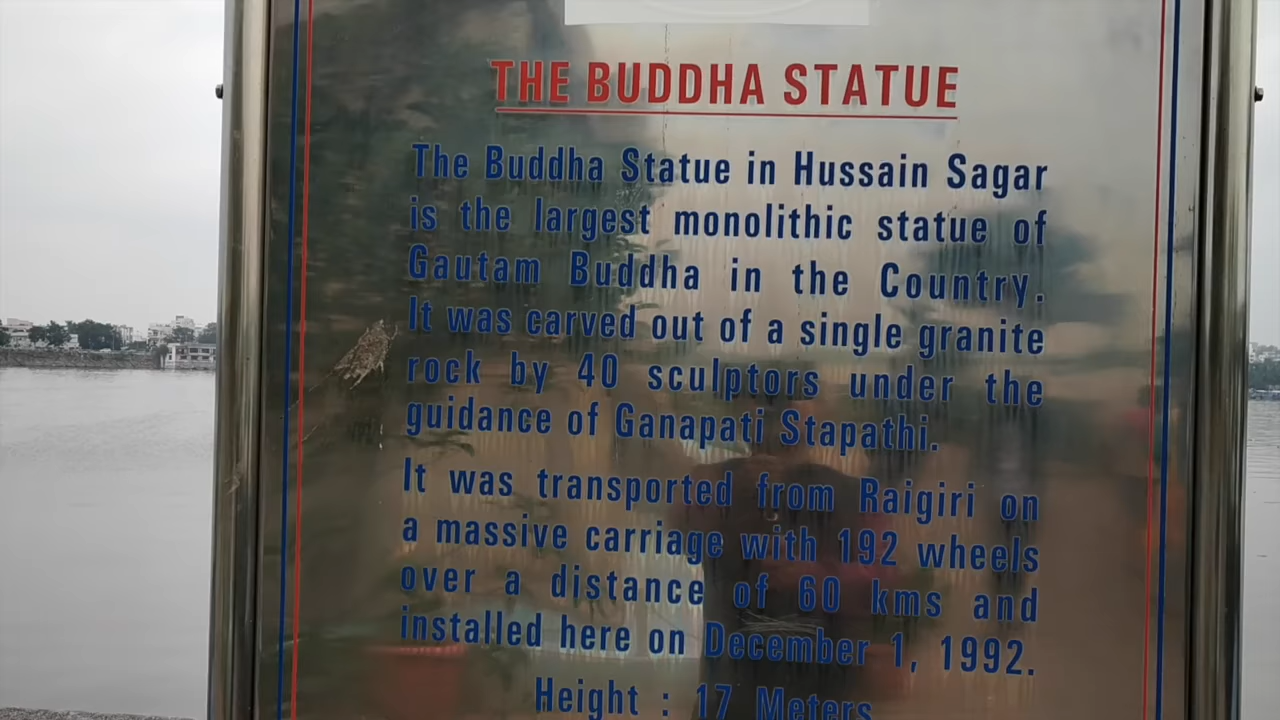 THE BUDDHA STATUE
The Buddha Statue in Hussain Sagar
is the largest monolithic statue of
Gautam Buddha in the Country.
It was carved out of a single granite
rock by 40 sculptors under the
guidance of Ganapati Stapathi.
It was transported from Raigiri on
a massive carriage with 192 wheels
over a distance of 60 kms and
installed here on December 1, 1992.
Height : 17 Meters